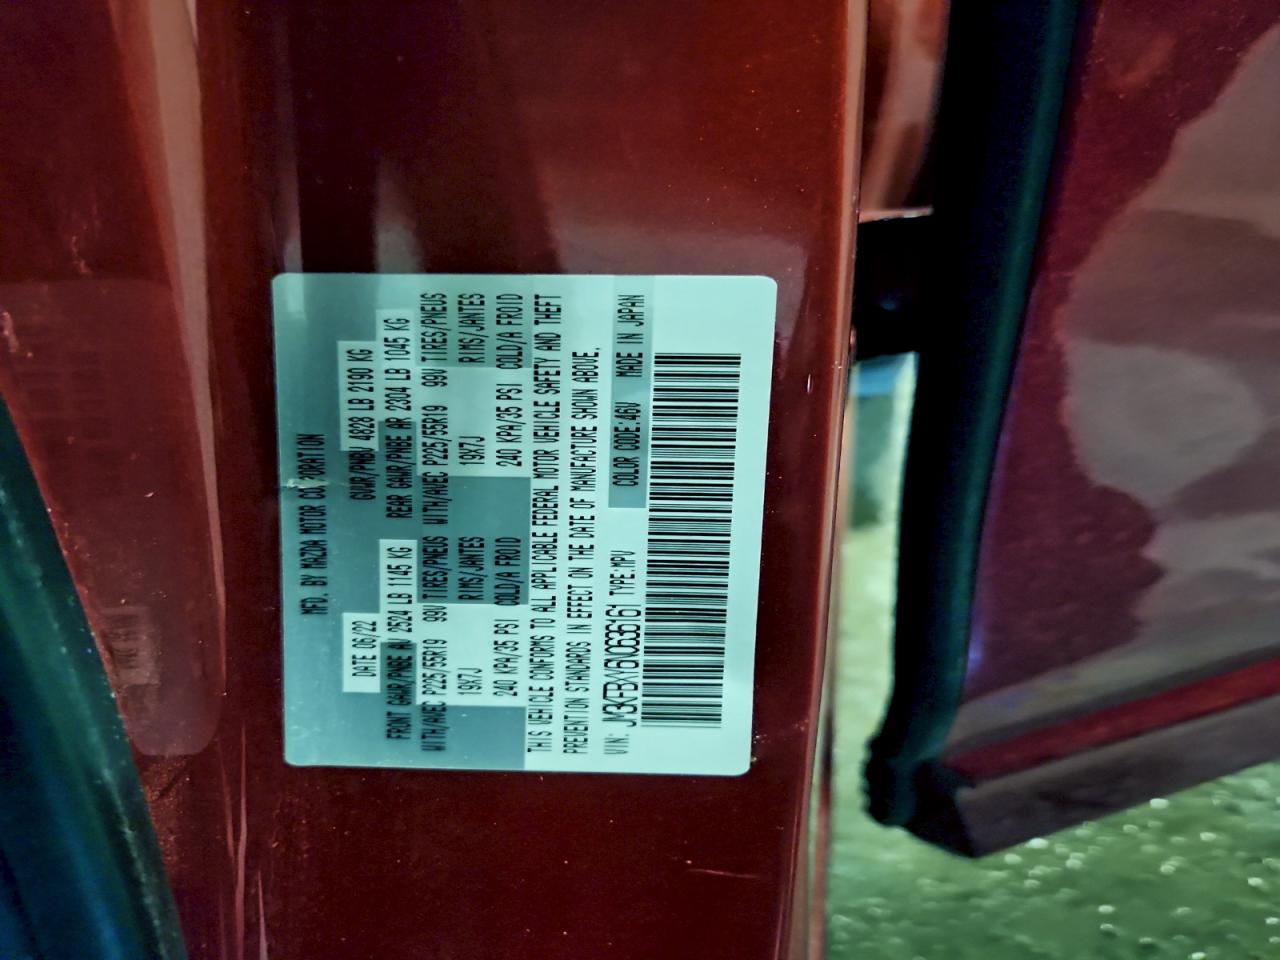 MFD. BY MAZDA MOTOR CORPORATION
DATE 06/22 GVWR/PNBV 4828 LB 2190 KG
FRONT GAWR/PNBE AV 2524 LB 1145 KG REAR GAWR/PNBE AR 2304 LB 1045 KG
WITH/AVEC P225/55R19 99V TIRES/PNEUS WITH/AVEC P225/55R19 99V TIRES/PNEUS
19X7J RIMS/JANTES 19X7J RIMS/JANTES
240 KPA/35 PSI COLD/A FROID 240 KPA/35 PSI COLD/A FROID
THIS VEHICLE CONFORMS TO ALL APPLICABLE FEDERAL MOTOR VEHICLE SAFETY AND THEFT
PREVENTION STANDARDS IN EFFECT ON THE DATE OF MANUFACTURE SHOWN ABOVE.
VIN: TYPE:MPV COLOR CODE:46V MADE IN JAPAN